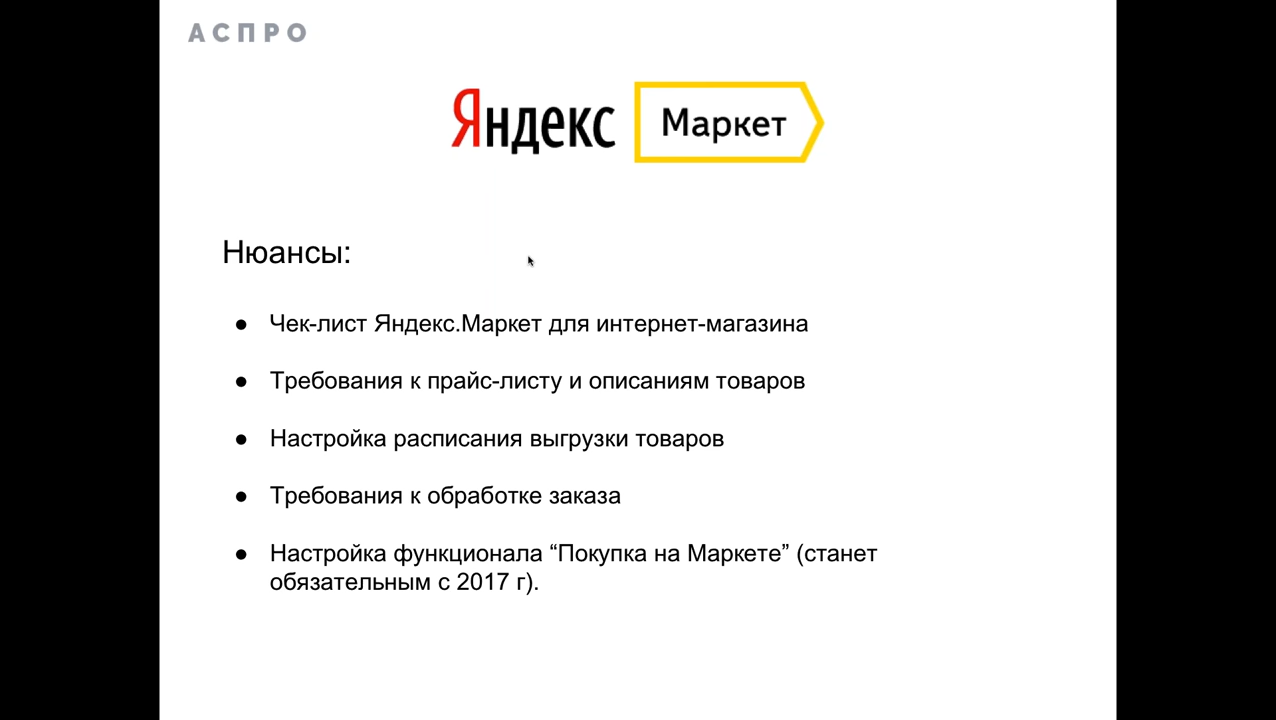 АСПРО
Яндекс Маркет
Нюансы:
● Чек-лист Яндекс.Маркет для интернет-магазина
● Требования к прайс-листу и описаниям товаров
● Настройка расписания выгрузки товаров
● Требования к обработке заказа
● Настройка функционала “Покупка на Маркете” (станет
обязательным с 2017 г).